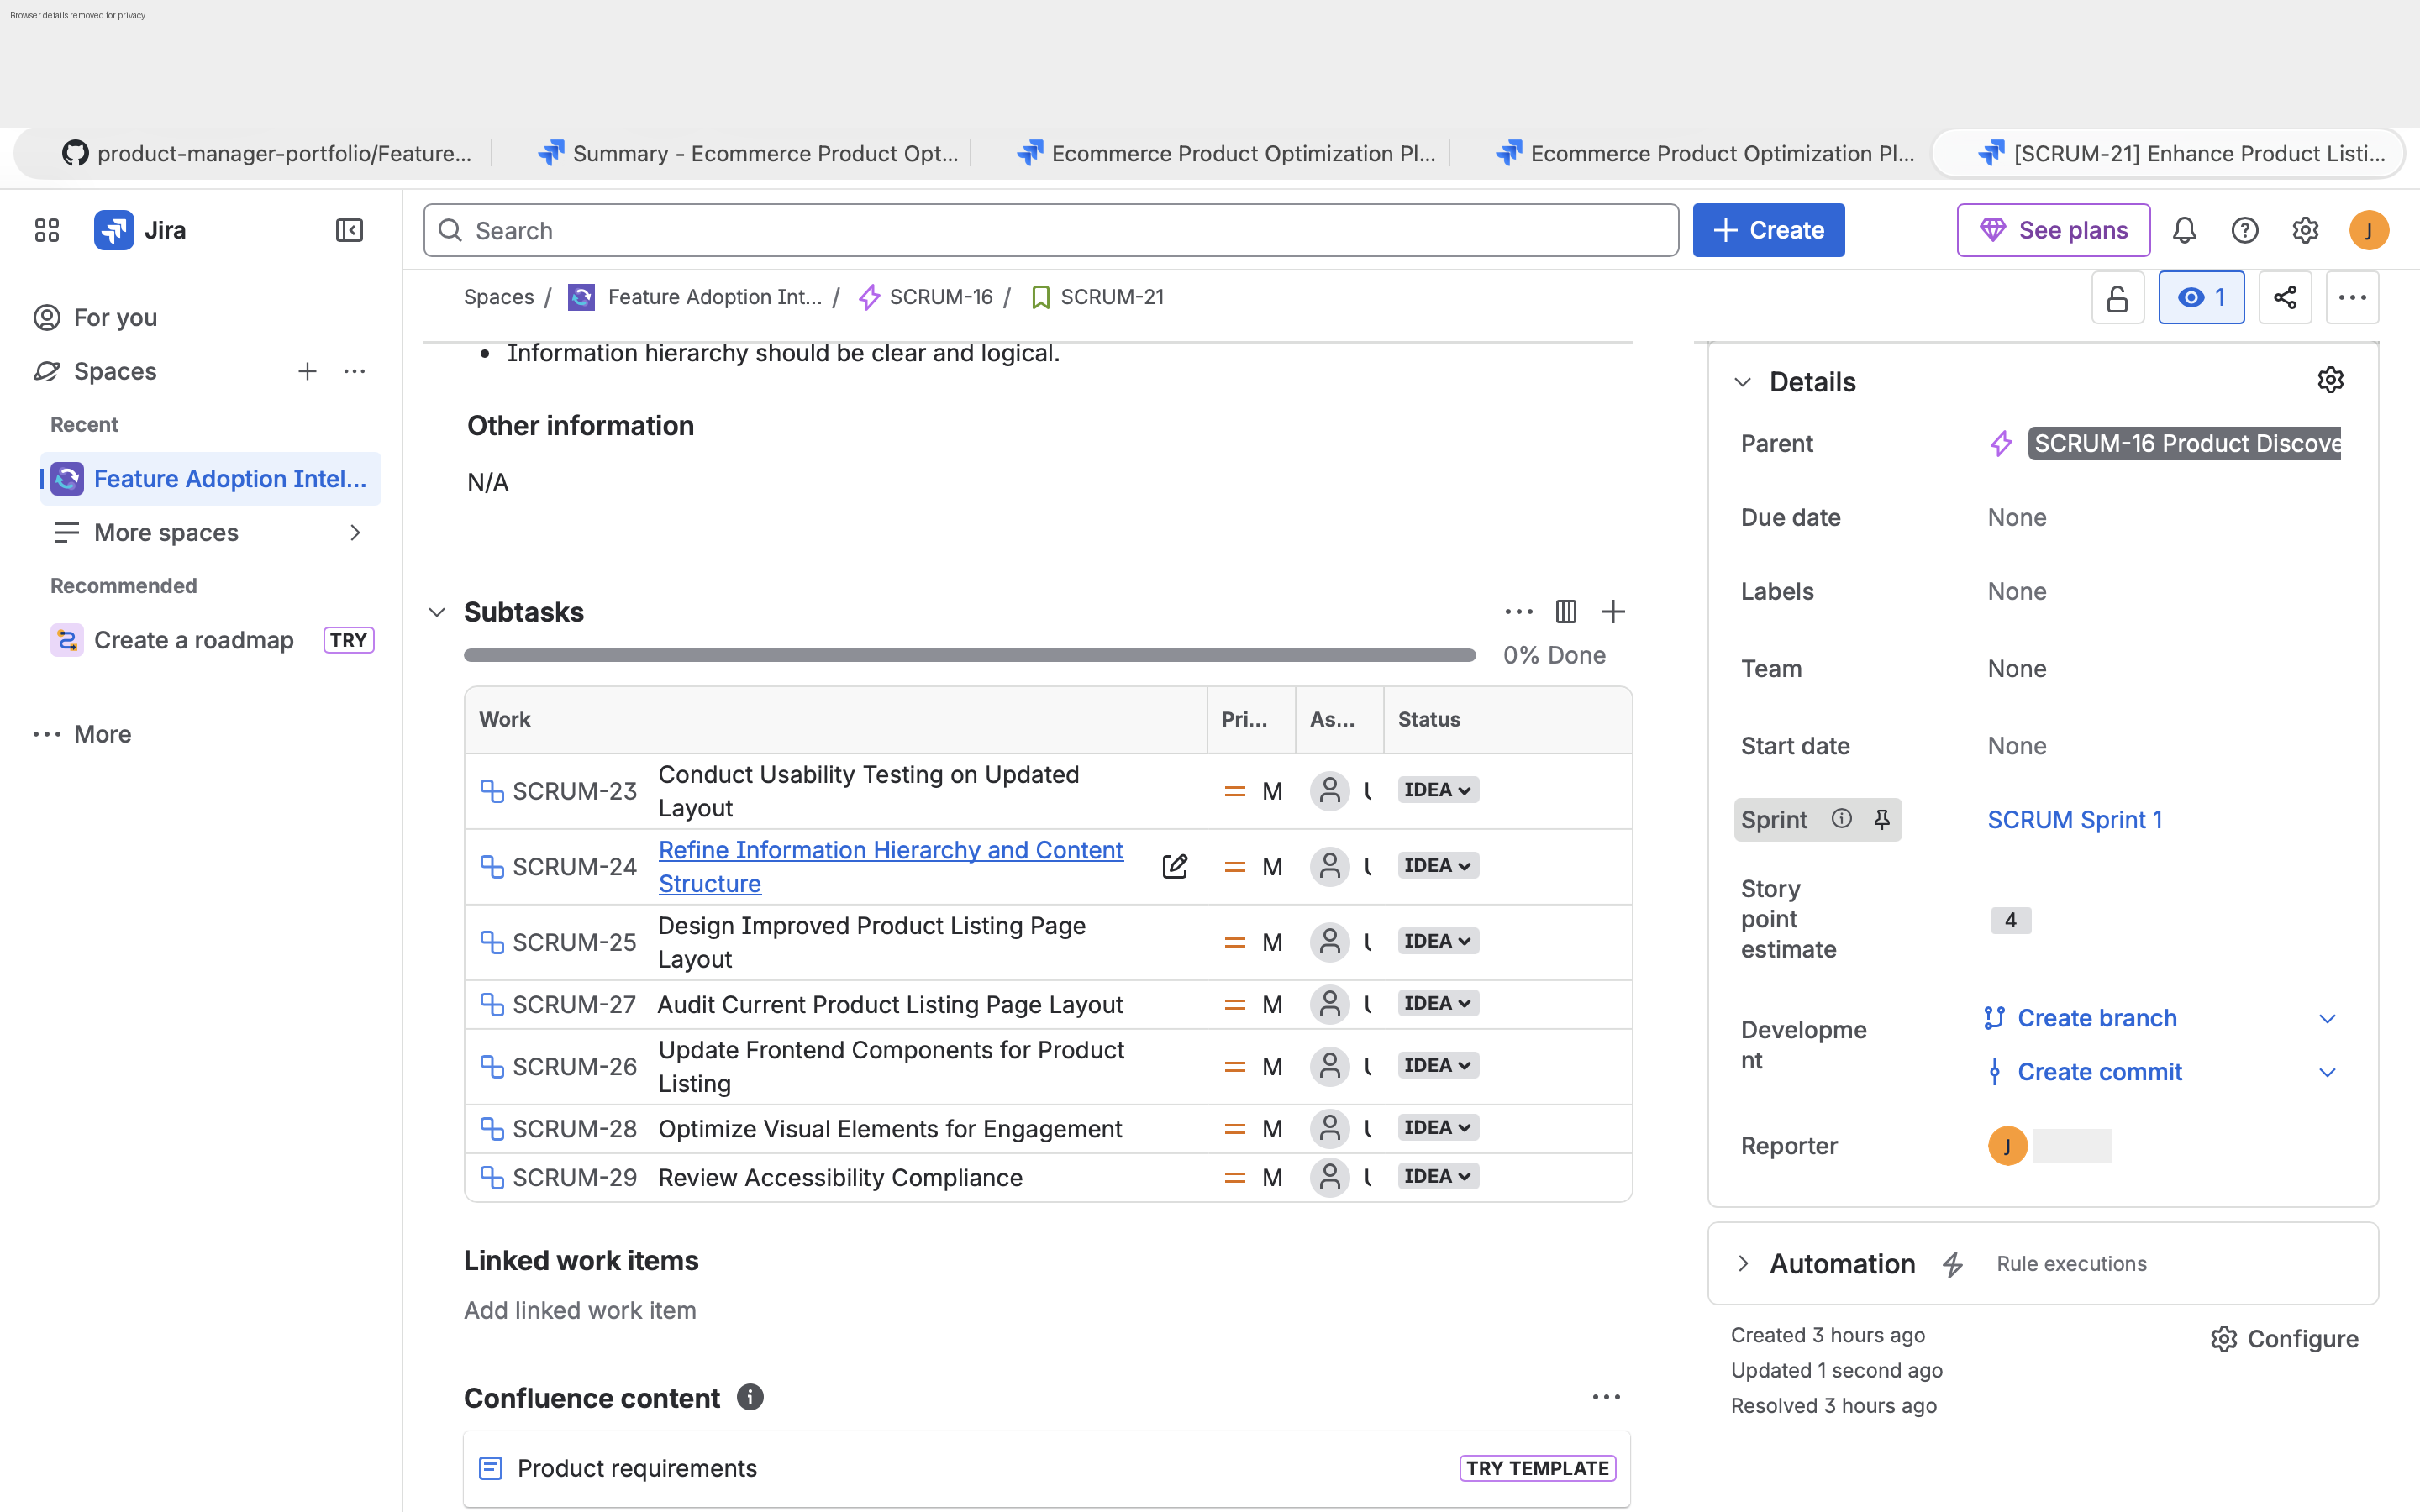 Browser details removed for privacy
product-manager-portfolio/Feature...
Summary - Ecommerce Product Opt...
Ecommerce Product Optimization Pl...
Ecommerce Product Optimization Pl...
[SCRUM-21] Enhance Product Listi...
Jira
Search
Create
See plans
J
For you
Spaces
Recent
Feature Adoption Intel...
More spaces
Recommended
Create a roadmap TRY
More
Spaces / Feature Adoption Int... / SCRUM-16 / SCRUM-21
1
• Information hierarchy should be clear and logical.
Other information
N/A
Subtasks
0% Done
Work Pri... As... Status
SCRUM-23 Conduct Usability Testing on Updated
Layout
M IDEA
SCRUM-24 Refine Information Hierarchy and Content
Structure
M IDEA
SCRUM-25 Design Improved Product Listing Page
Layout
M IDEA
SCRUM-27 Audit Current Product Listing Page Layout M IDEA
SCRUM-26 Update Frontend Components for Product
Listing
M IDEA
SCRUM-28 Optimize Visual Elements for Engagement M IDEA
SCRUM-29 Review Accessibility Compliance M IDEA
Linked work items
Add linked work item
Confluence content
Product requirements TRY TEMPLATE
Details
Parent SCRUM-16 Product Discove
Due date None
Labels None
Team None
Start date None
Sprint SCRUM Sprint 1
Story
point
estimate
4
Developme
nt
Create branch
Create commit
Reporter J
Automation Rule executions
Created 3 hours ago
Updated 1 second ago
Resolved 3 hours ago
Configure